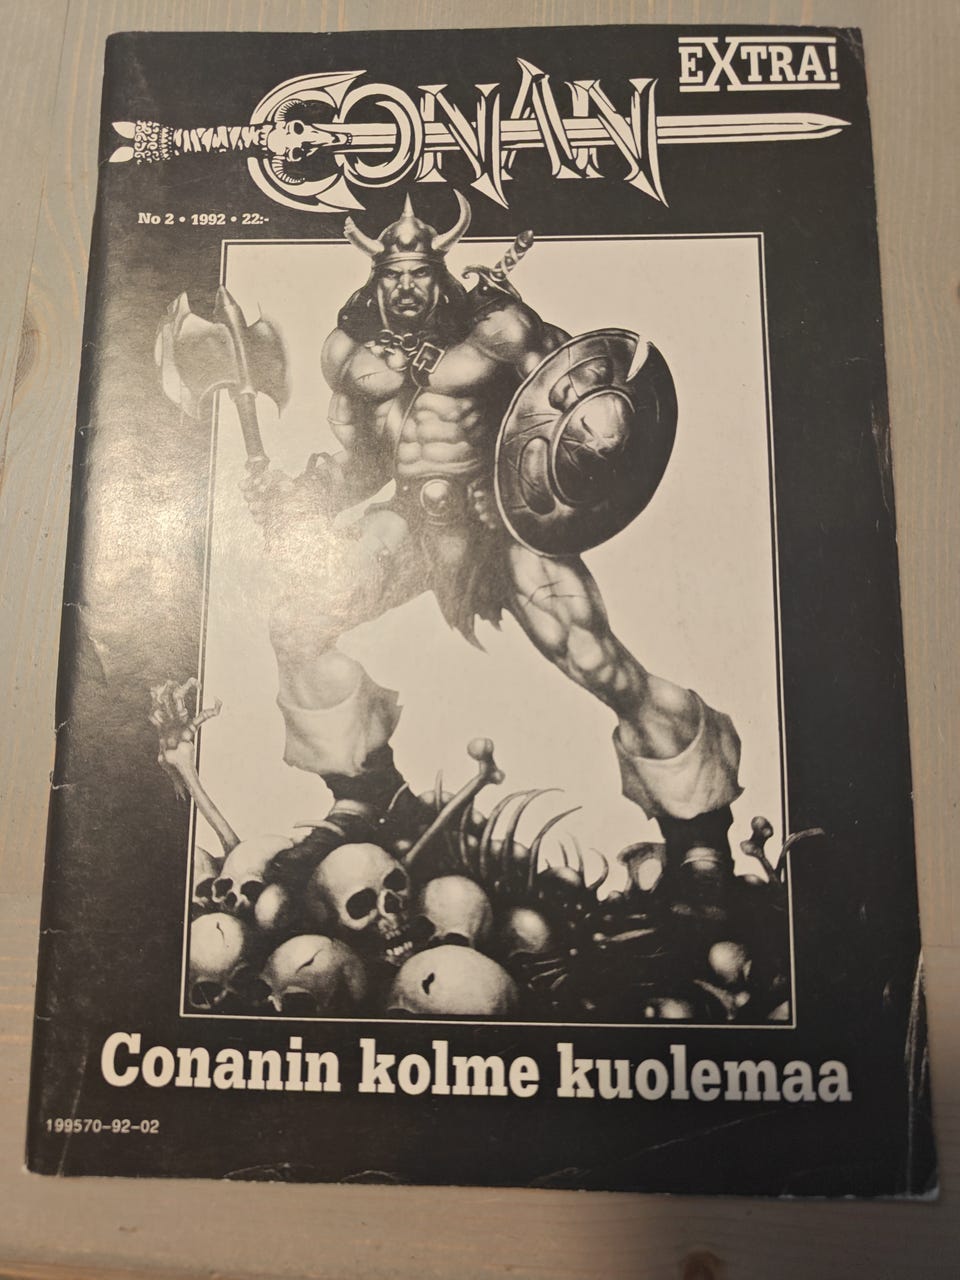 EXTRA!
CONAN
No 2 • 1992 • 22:-
Conanin kolme kuolemaa
199570-92-02